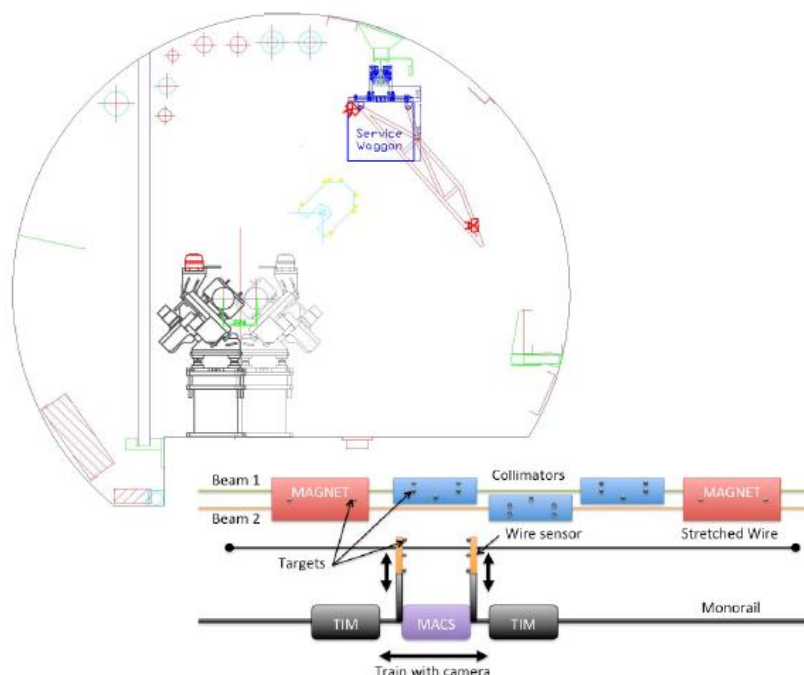 Service
Waggon
Beam 1
MAGNET
Collimators
MAGNET
Beam 2
Targets
Wire sensor
Stretched Wire
TIM
MACS
TIM
Monorail
Train with camera